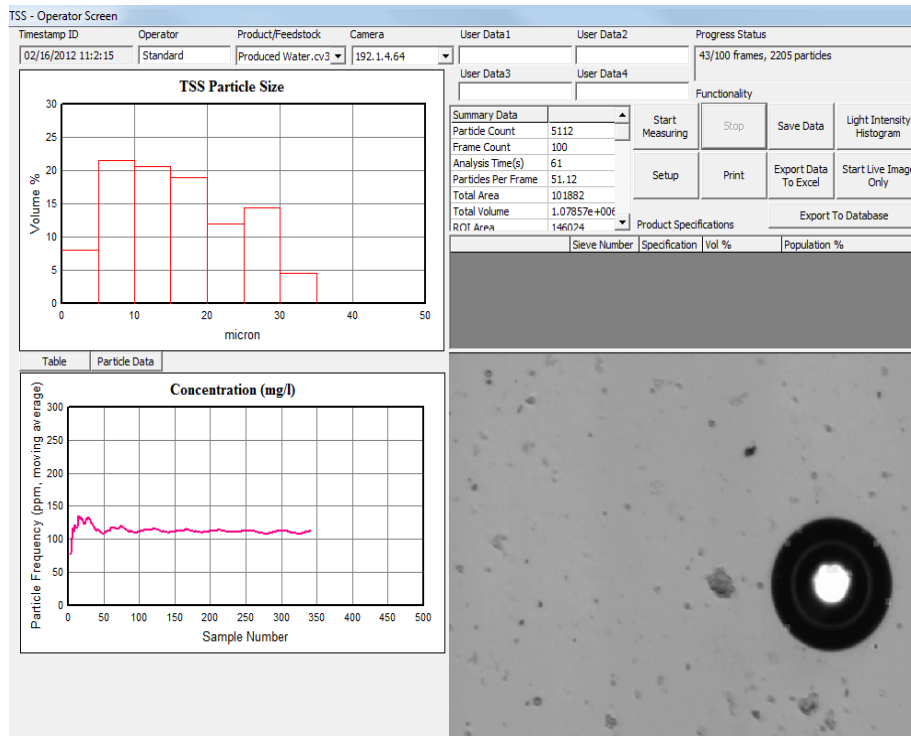 TSS - Operator Screen
Timestamp ID Operator Product/Feedstock Camera User Data1 User Data2 Progress Status
02/16/2012 11:2:15 Standard Produced Water.cv3 192.1.4.64 43/100 frames, 2205 particles
User Data3 User Data4
Functionality
TSS Particle Size
Volume %
30
25
20
15
10
5
0
0 10 20 30 40 50
micron
Summary Data
Particle Count 5112
Frame Count 100
Analysis Time(s) 61
Particles Per Frame 51.12
Total Area 101882
Total Volume 1.07857e+006
ROI Area 146024
Start Measuring
Stop
Save Data
Light Intensity Histogram
Setup
Print
Export Data To Excel
Start Live Image Only
Product Specifications
Export To Database
Sieve Number Specification Vol % Population %
Table Particle Data
Concentration (mg/l)
Particle Frequency (ppm, moving average)
300
250
200
150
100
50
0
0 50 100 150 200 250 300 350 400 450 500
Sample Number